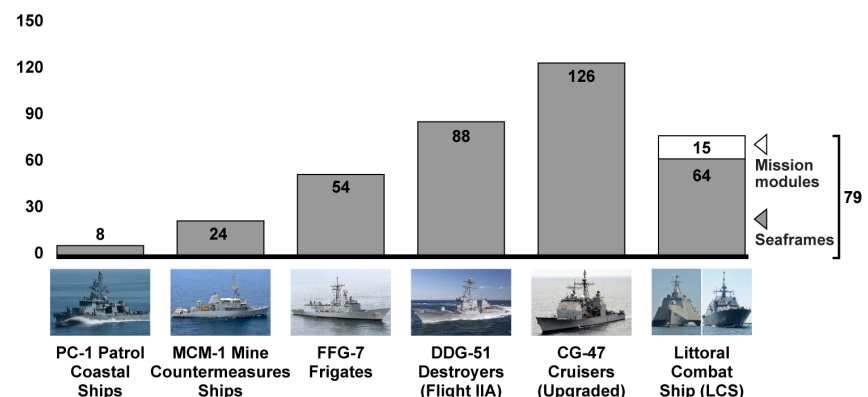 150
120
90
60
30
0
8
24
54
88
126
15
64
Mission
modules
Seaframes
79
PC-1 Patrol
Coastal
Ships
MCM-1 Mine
Countermeasures
Ships
FFG-7
Frigates
DDG-51
Destroyers
(Flight IIA)
CG-47
Cruisers
(Upgraded)
Littoral
Combat
Ship (LCS)